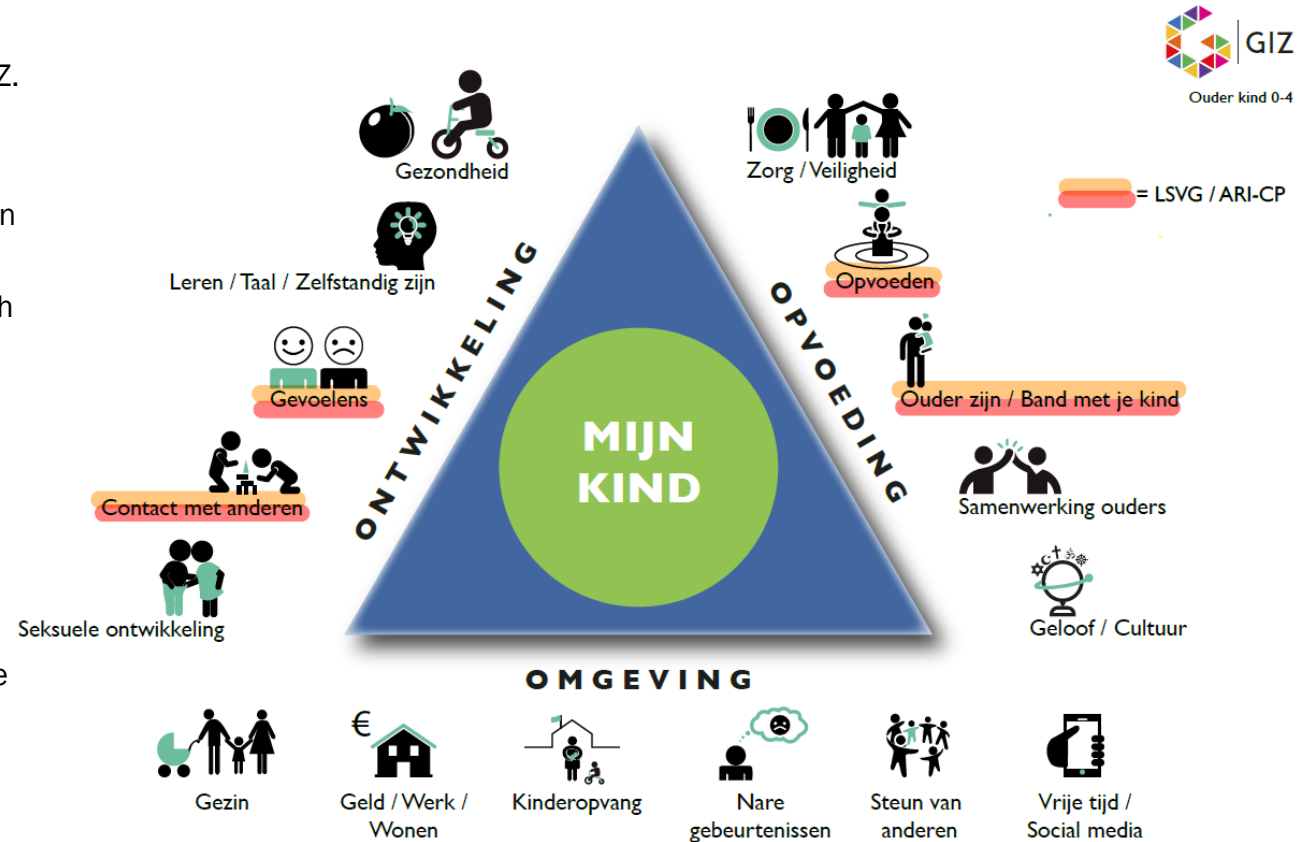 Z.
n
h
e
GIZ
Ouder kind 0-4
= LSVG / ARI-CP
Gezondheid
Leren / Taal / Zelfstandig zijn
Gevoelens
Contact met anderen
Seksuele ontwikkeling
ONTWIKKELING
MIJN
KIND
OPVOEDING
Zorg / Veiligheid
Opvoeden
Ouder zijn / Band met je kind
Samenwerking ouders
Geloof / Cultuur
OMGEVING
€
Gezin
Geld / Werk /
Wonen
Kinderopvang
Nare
gebeurtenissen
Steun van
anderen
Vrije tijd /
Social media